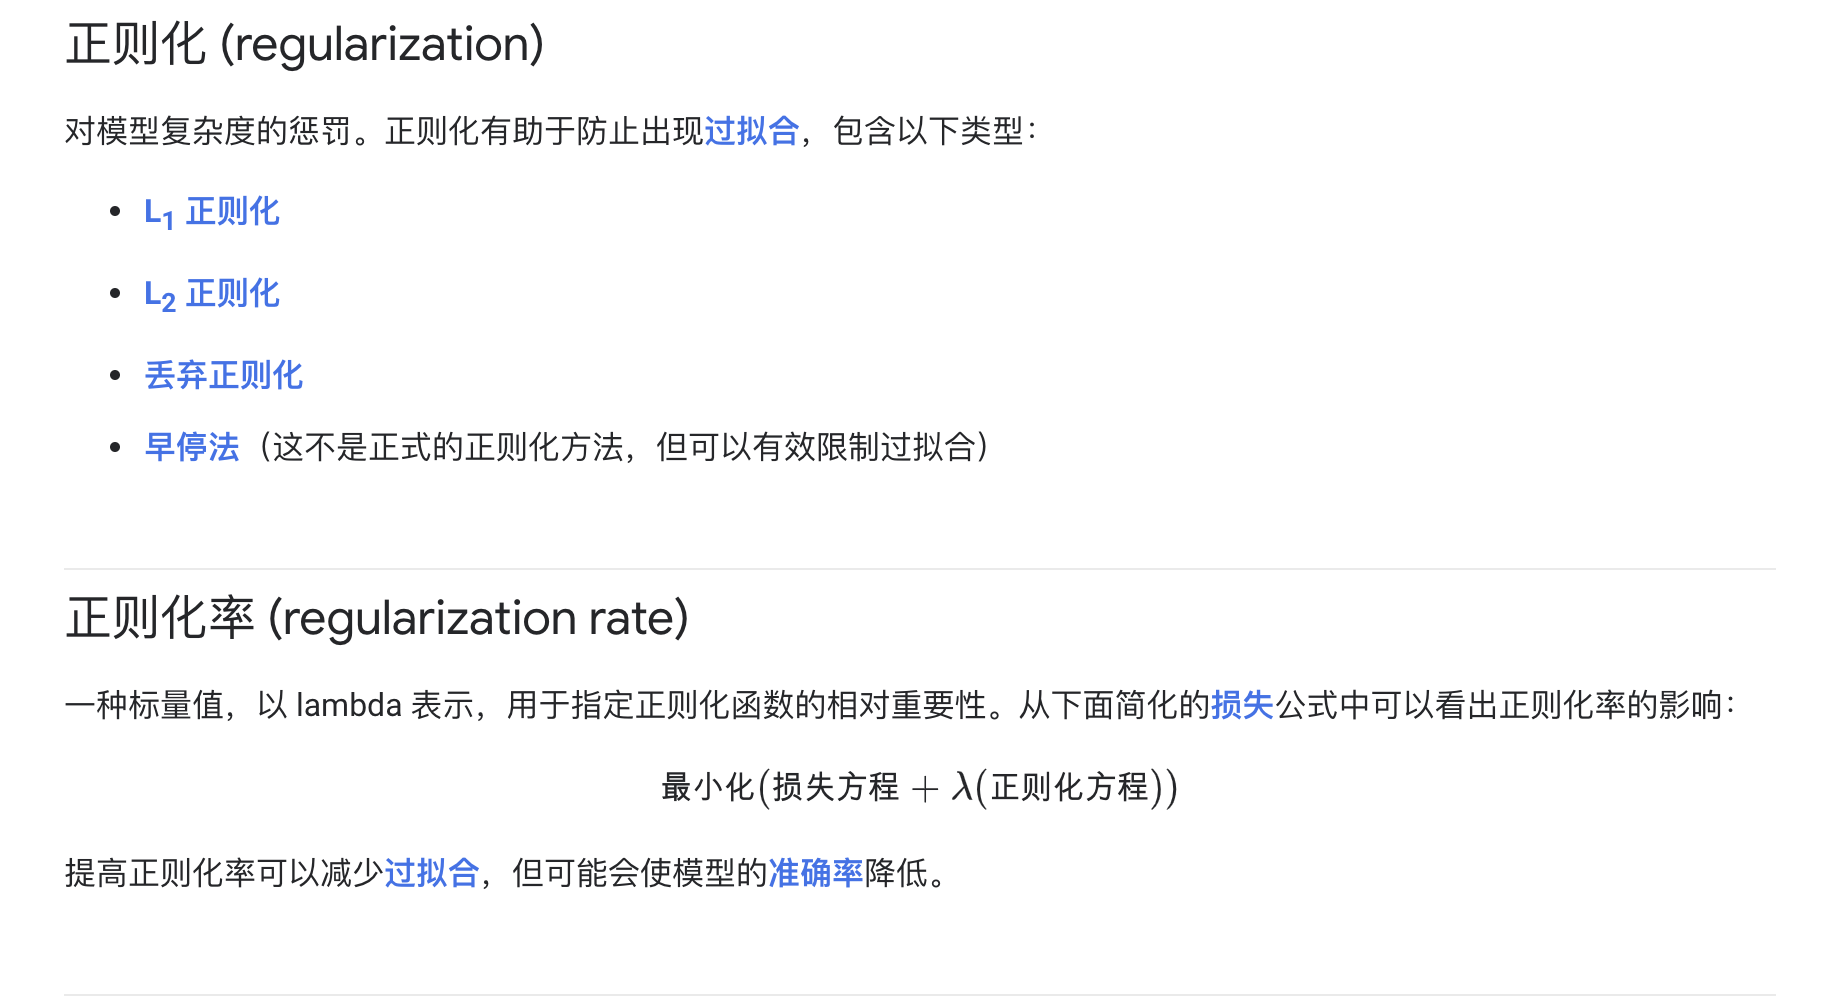 正则化 (regularization)
对模型复杂度的惩罚。正则化有助于防止出现过拟合，包含以下类型：
• L₁ 正则化
• L₂ 正则化
• 丢弃正则化
• 早停法（这不是正式的正则化方法，但可以有效限制过拟合）
正则化率 (regularization rate)
一种标量值，以 lambda 表示，用于指定正则化函数的相对重要性。从下面简化的损失公式中可以看出正则化率的影响：
最小化(损失方程 + λ(正则化方程))
提高正则化率可以减少过拟合，但可能会使模型的准确率降低。